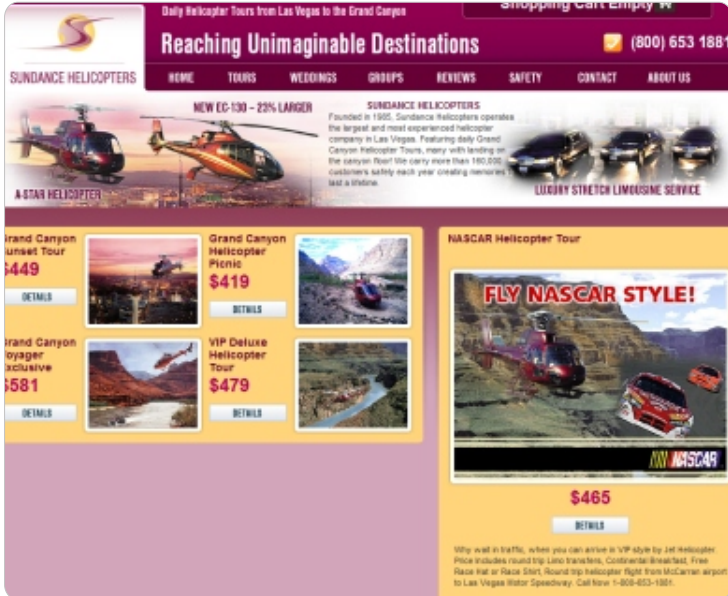 Daily Helicopter Tours from Las Vegas to the Grand Canyon
Shopping Cart Empty
Reaching Unimaginable Destinations
(800) 653 1881
SUNDANCE HELICOPTERS
HOME TOURS WEDDINGS GROUPS REVIEWS SAFETY CONTACT ABOUT US
NEW EC-130 - 23% LARGER
SUNDANCE HELICOPTERS
Founded in 1985, Sundance Helicopters operates
the largest and most experienced helicopter
company in Las Vegas. Featuring daily Grand
Canyon Helicopter Tours, many with landing on
the canyon floor! We carry more than 160,000
customers safely each year creating memories
last a lifetime.
A-STAR HELICOPTER
LUXURY STRETCH LIMOUSINE SERVICE
Grand Canyon
Sunset Tour
$449
DETAILS
Grand Canyon
Helicopter
Picnic
$419
DETAILS
Grand Canyon
Voyager
Exclusive
$581
DETAILS
VIP Deluxe
Helicopter
Tour
$479
DETAILS
NASCAR Helicopter Tour
FLY NASCAR STYLE!
NASCAR
$465
DETAILS
Why wait in traffic, when you can arrive in VIP style by Jet Helicopter.
Price includes round trip Limo transfers, Continental Breakfast, Free
Race Hat or Race Shirt, Round trip helicopter flight from McCarran airport
to Las Vegas Motor Speedway. Call Now 1-800-653-1881.